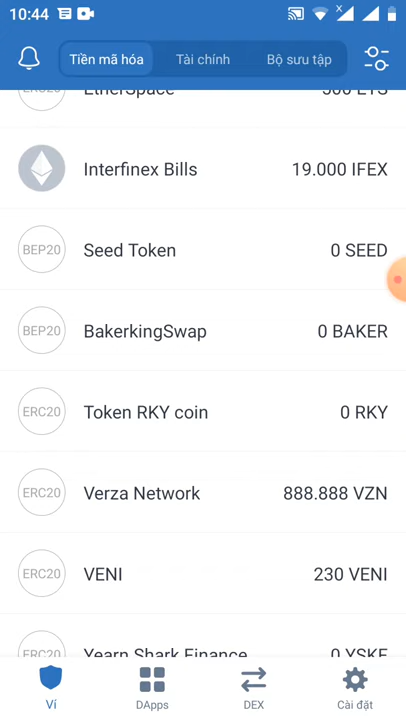 10:44
Tiền mã hóa Tài chính Bộ sưu tập
ERC20 EtherSpace 500 ETS
Interfinex Bills 19.000 IFEX
BEP20 Seed Token 0 SEED
BEP20 BakerkingSwap 0 BAKER
ERC20 Token RKY coin 0 RKY
ERC20 Verza Network 888.888 VZN
ERC20 VENI 230 VENI
ERC20 Yearn Shark Finance 0 YSKF
Ví DApps DEX Cài đặt